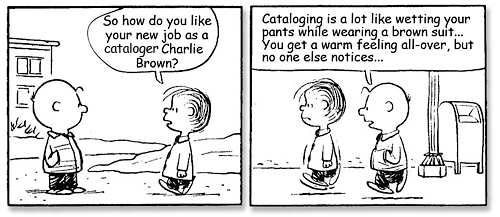 So how do you like
your new job as a
cataloger Charlie
Brown?
Cataloging is a lot like wetting your
pants while wearing a brown suit...
You get a warm feeling all-over, but
no one else notices...